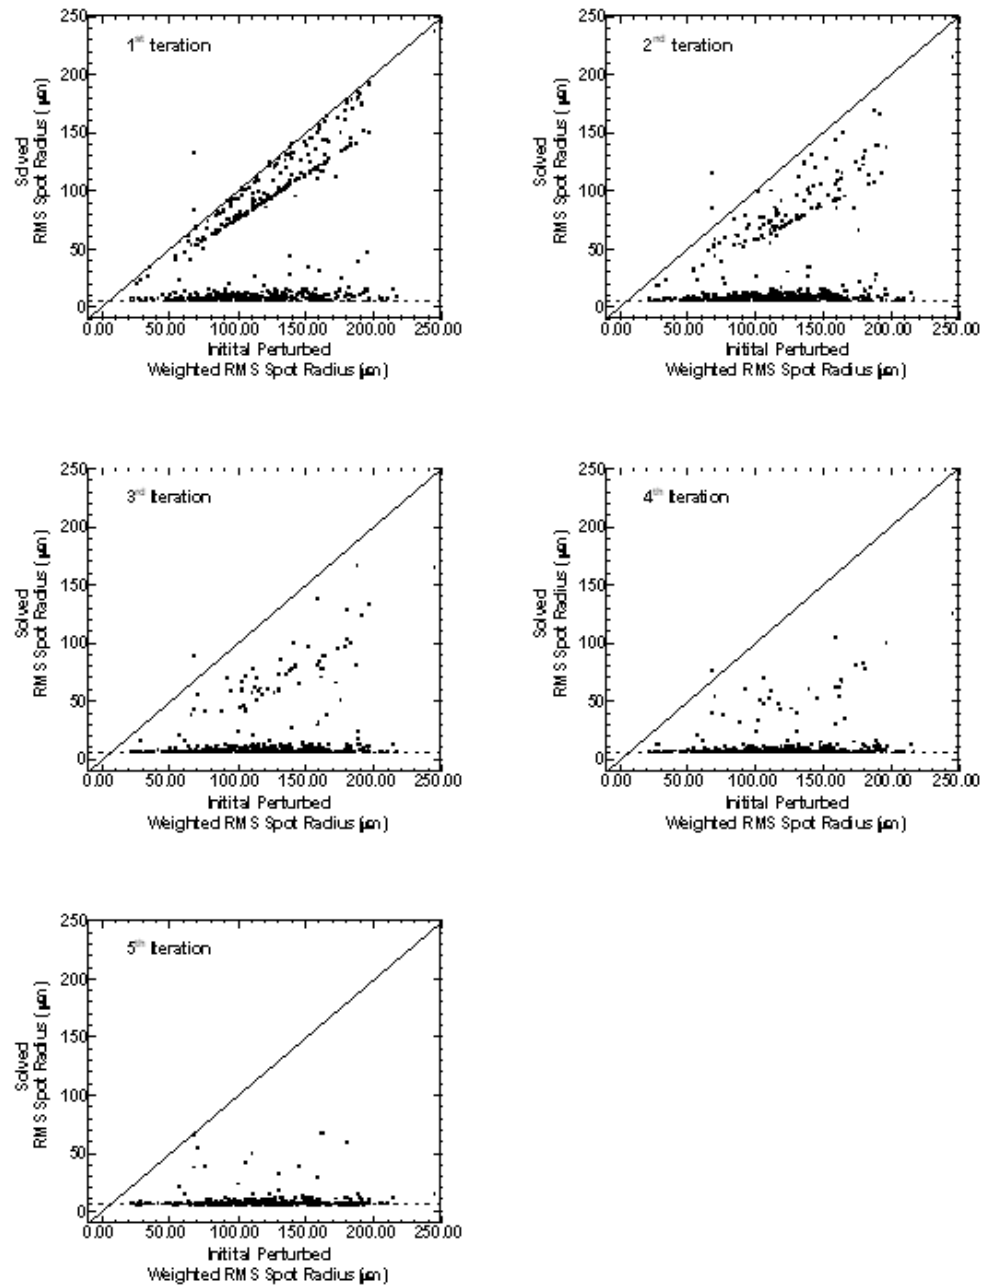 250
1st teration
200
150
100
50
0
Solved
RMS Spot Radius (µm)
0.00 50.00 100.00 150.00 200.00 250.00
Initital Perturbed
Weighted RMS Spot Radius (µm)
250
2nd teration
200
150
100
50
0
Solved
RMS Spot Radius (µm)
0.00 50.00 100.00 150.00 200.00 250.00
Initital Perturbed
Weighted RMS Spot Radius (µm)
250
3rd Iteration
200
150
100
50
0
Solved
RMS Spot Radius (µm)
0.00 50.00 100.00 150.00 200.00 250.00
Initital Perturbed
Weighted RMS Spot Radius (µm)
250
4th Iteration
200
150
100
50
0
Solved
RMS Spot Radius (µm)
0.00 50.00 100.00 150.00 200.00 250.00
Initital Perturbed
Weighted RMS Spot Radius (µm)
250
5th Iteration
200
150
100
50
0
Solved
RMS Spot Radius (µm)
0.00 50.00 100.00 150.00 200.00 250.00
Initital Perturbed
Weighted RMS Spot Radius (µm)